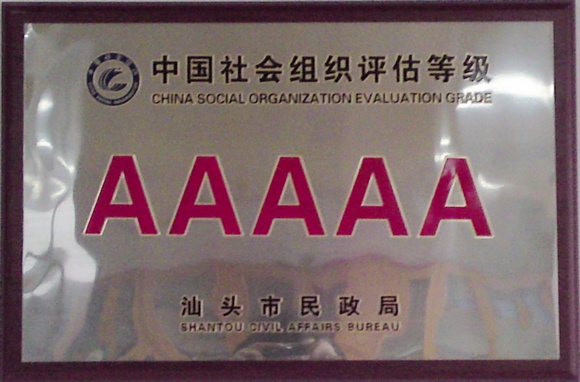 中国社会组织评估等级
CHINA SOCIAL ORGANIZATION EVALUATION GRADE
AAAAA
汕头市民政局
SHANTOU CIVIL AFFAIRS BUREAU